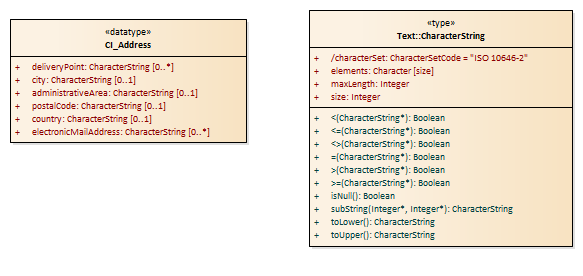 «datatype»
CI_Address
+ deliveryPoint: CharacterString [0..*]
+ city: CharacterString [0..1]
+ administrativeArea: CharacterString [0..1]
+ postalCode: CharacterString [0..1]
+ country: CharacterString [0..1]
+ electronicMailAddress: CharacterString [0..*]
«type»
Text::CharacterString
+ /characterSet: CharacterSetCode = "ISO 10646-2"
+ elements: Character [size]
+ maxLength: Integer
+ size: Integer
+ <(CharacterString*): Boolean
+ <=(CharacterString*): Boolean
+ <>(CharacterString*): Boolean
+ =(CharacterString*): Boolean
+ >(CharacterString*): Boolean
+ >=(CharacterString*): Boolean
+ isNull(): Boolean
+ subString(Integer*, Integer*): CharacterString
+ toLower(): CharacterString
+ toUpper(): CharacterString